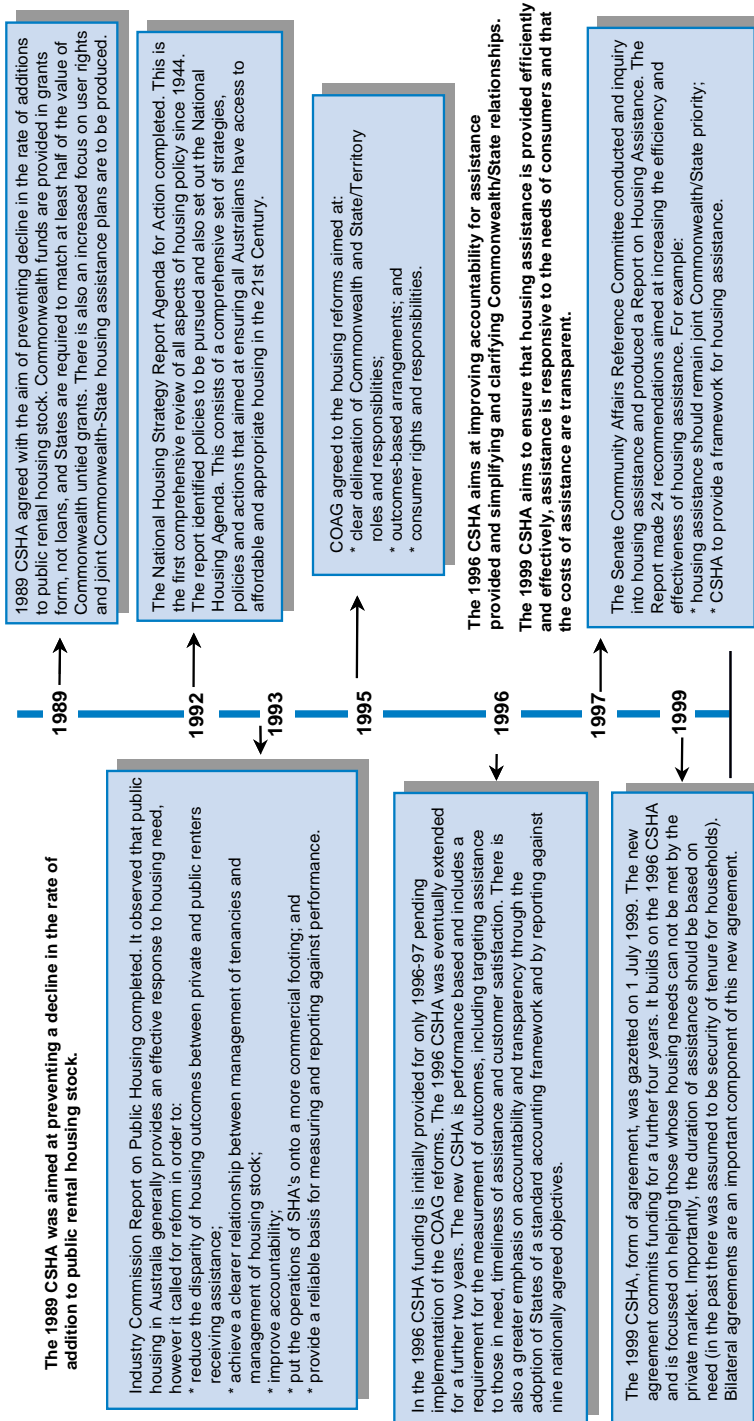 The 1989 CSHA was aimed at preventing a decline in the rate of
addition to public rental housing stock.
1989
1989 CSHA agreed with the aim of preventing decline in the rate of additions
to public rental housing stock. Commonwealth funds are provided in grants
form, not loans, and States are required to match at least half of the value of
Commonwealth untied grants. There is also an increased focus on user rights
and joint Commonwealth-State housing assistance plans are to be produced.
1992
The National Housing Strategy Report Agenda for Action completed. This is
the first comprehensive review of all aspects of housing policy since 1944.
The report identified policies to be pursued and also set out the National
Housing Agenda. This consists of a comprehensive set of strategies,
policies and actions that aimed at ensuring all Australians have access to
affordable and appropriate housing in the 21st Century.
1993
Industry Commission Report on Public Housing completed. It observed that public
housing in Australia generally provides an effective response to housing need,
however it called for reform in order to:
* reduce the disparity of housing outcomes between private and public renters
receiving assistance;
* achieve a clearer relationship between management of tenancies and
management of housing stock;
* improve accountability;
* put the operations of SHA's onto a more commercial footing; and
* provide a reliable basis for measuring and reporting against performance.
1995
COAG agreed to the housing reforms aimed at:
* clear delineation of Commonwealth and State/Territory
roles and responsibilities;
* outcomes-based arrangements; and
* consumer rights and responsibilities.
The 1996 CSHA aims at improving accountability for assistance
provided and simplifying and clarifying Commonwealth/State relationships.
The 1999 CSHA aims to ensure that housing assistance is provided efficiently
and effectively, assistance is responsive to the needs of consumers and that
the costs of assistance are transparent.
1996
In the 1996 CSHA funding is initially provided for only 1996-97 pending
implementation of the COAG reforms. The 1996 CSHA was eventually extended
for a further two years. The new CSHA is performance based and includes a
requirement for the measurement of outcomes, including targeting assistance
to those in need, timeliness of assistance and customer satisfaction. There is
also a greater emphasis on accountability and transparency through the
adoption of States of a standard accounting framework and by reporting against
nine nationally agreed objectives.
1997
The Senate Community Affairs Reference Committee conducted and inquiry
into housing assistance and produced a Report on Housing Assistance. The
Report made 24 recommendations aimed at increasing the efficiency and
effectiveness of housing assistance. For example:
* housing assistance should remain joint Commonwealth/State priority;
* CSHA to provide a framework for housing assistance.
1999
The 1999 CSHA, form of agreement, was gazetted on 1 July 1999. The new
agreement commits funding for a further four years. It builds on the 1996 CSHA
and is focussed on helping those whose housing needs can not be met by the
private market. Importantly, the duration of assistance should be based on
need (in the past there was assumed to be security of tenure for households).
Bilateral agreements are an important component of this new agreement.